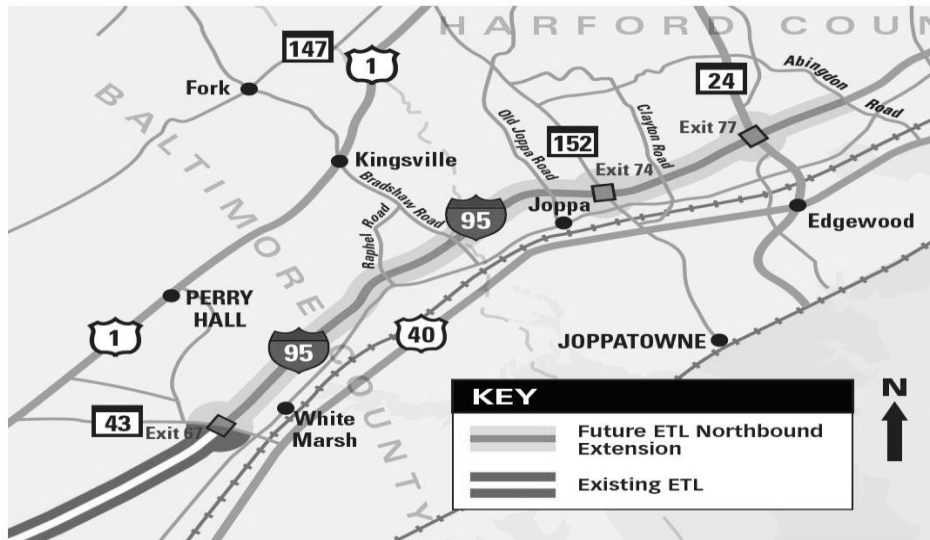 HARFORD COUN
147
1
24
Abingdon
Road
Fork
BALTIMORE COUNTY
Old Joppa Road
Clayton Road
Exit 77
152
Kingsville
Exit 74
Bradshaw Road
95
Joppa
Raphel Road
Edgewood
PERRY
HALL
40
1
95
JOPPATOWNE
KEY
N
43
Exit 67
White
Marsh
Future ETL Northbound
Extension
Existing ETL